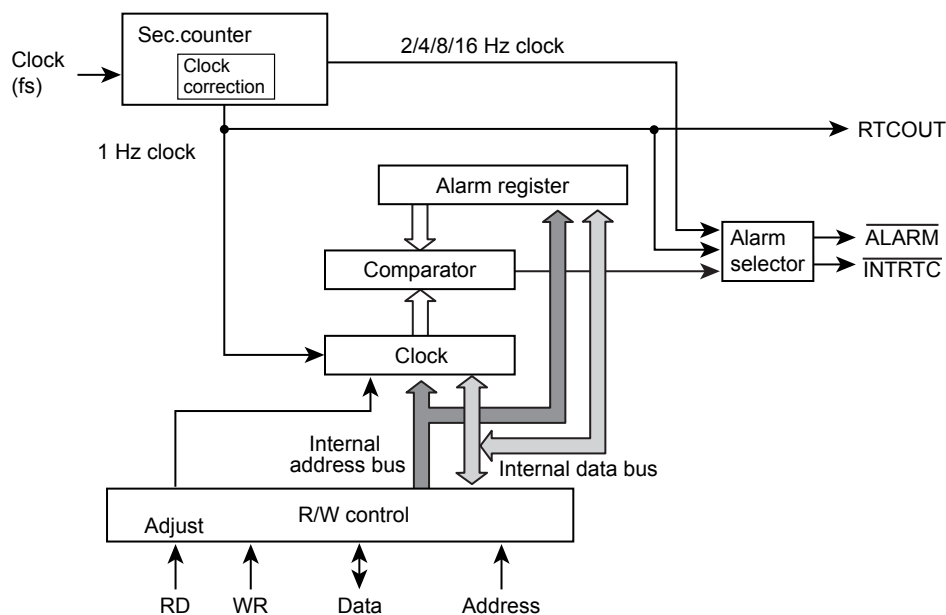 Sec.counter
2/4/8/16 Hz clock
Clock
(fs)
Clock
correction
RTCOUT
1 Hz clock
Alarm register
Alarm
selector
ALARM
INTRTC
Comparator
Clock
Internal
address bus
Internal data bus
R/W control
Adjust
RD
WR
Data
Address